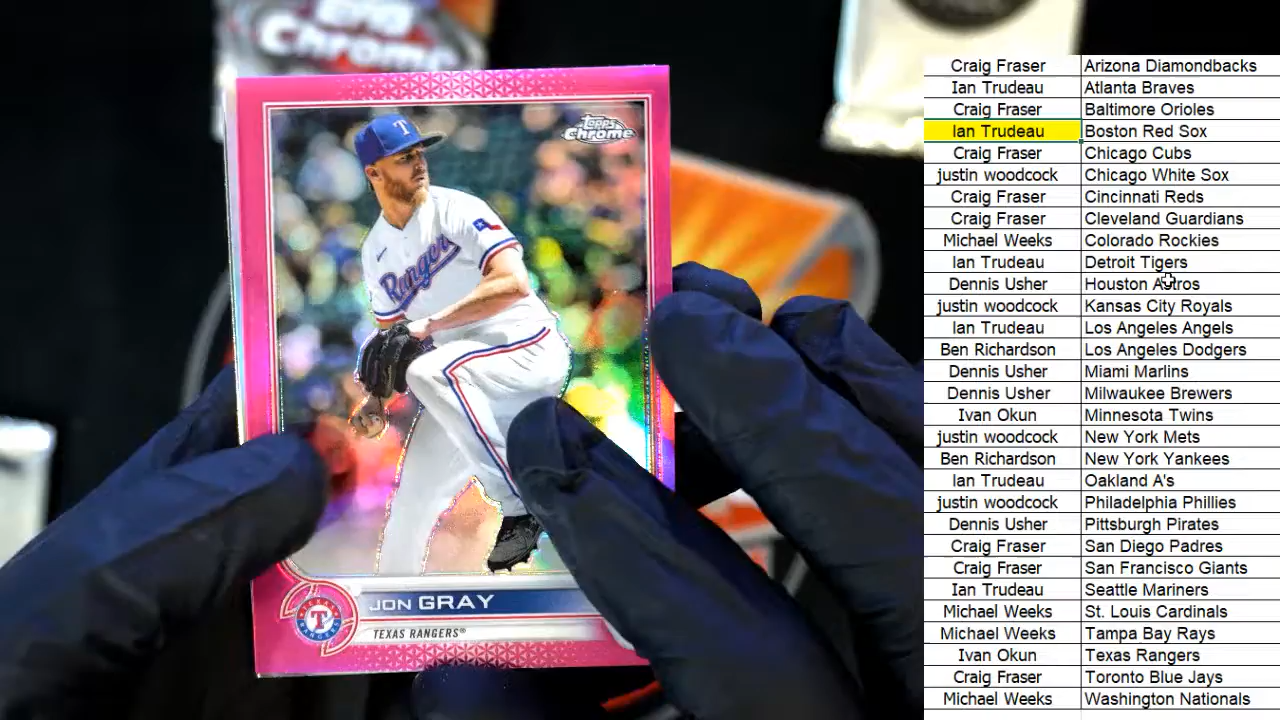 Chrome
Topps
Chrome
T
Rangers
JON GRAY
TEXAS RANGERS®
Craig Fraser Arizona Diamondbacks
Ian Trudeau Atlanta Braves
Craig Fraser Baltimore Orioles
Ian Trudeau Boston Red Sox
Craig Fraser Chicago Cubs
justin woodcock Chicago White Sox
Craig Fraser Cincinnati Reds
Craig Fraser Cleveland Guardians
Michael Weeks Colorado Rockies
Ian Trudeau Detroit Tigers
Dennis Usher Houston Astros
justin woodcock Kansas City Royals
Ian Trudeau Los Angeles Angels
Ben Richardson Los Angeles Dodgers
Dennis Usher Miami Marlins
Dennis Usher Milwaukee Brewers
Ivan Okun Minnesota Twins
justin woodcock New York Mets
Ben Richardson New York Yankees
Ian Trudeau Oakland A's
justin woodcock Philadelphia Phillies
Dennis Usher Pittsburgh Pirates
Craig Fraser San Diego Padres
Craig Fraser San Francisco Giants
Ian Trudeau Seattle Mariners
Michael Weeks St. Louis Cardinals
Michael Weeks Tampa Bay Rays
Ivan Okun Texas Rangers
Craig Fraser Toronto Blue Jays
Michael Weeks Washington Nationals